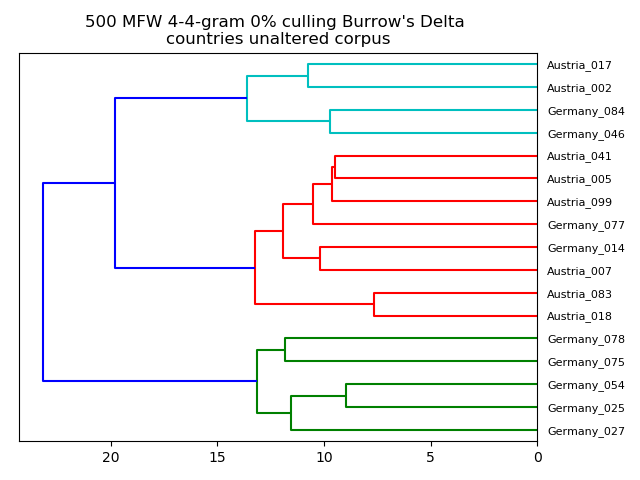 500 MFW 4-4-gram 0% culling Burrow's Delta
countries unaltered corpus
Austria_017
Austria_002
Germany_084
Germany_046
Austria_041
Austria_005
Austria_099
Germany_077
Germany_014
Austria_007
Austria_083
Austria_018
Germany_078
Germany_075
Germany_054
Germany_025
Germany_027
20 15 10 5 0